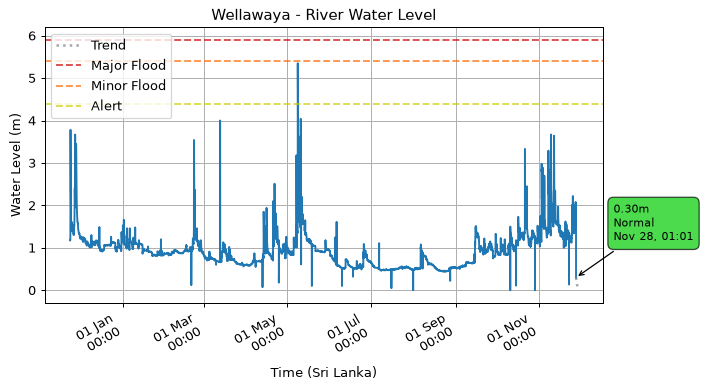 Wellawaya - River Water Level
Trend
Major Flood
Minor Flood
Alert
Water Level (m)
6
5
4
3
2
1
0
0.30m
Normal
Nov 28, 01:01
01 Jan
00:00
01 Mar
00:00
01 May
00:00
01 Jul
00:00
01 Sep
00:00
01 Nov
00:00
Time (Sri Lanka)